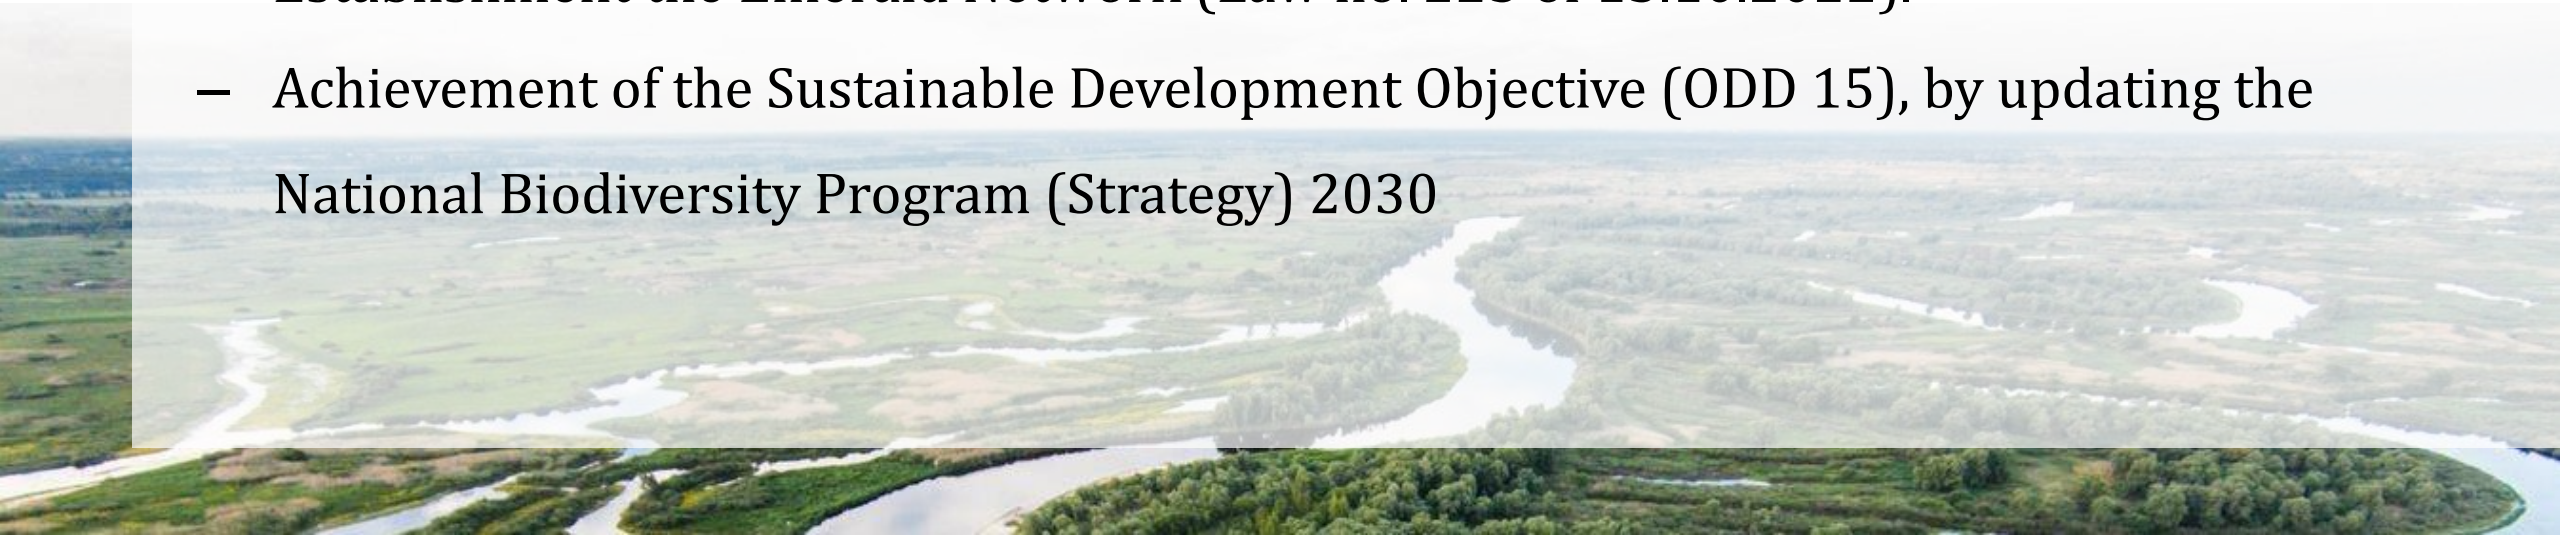 – Achievement of the Sustainable Development Objective (ODD 15), by updating the
National Biodiversity Program (Strategy) 2030